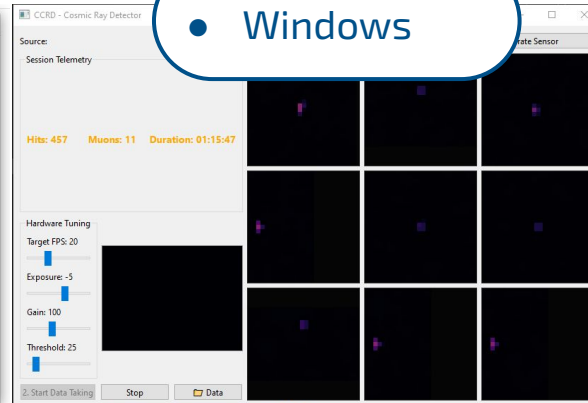 CCRD - Cosmic Ray Detector
• Windows
Source:
rate Sensor
Session Telemetry
Hits: 457 Muons: 11 Duration: 01:15:47
Hardware Tuning
Target FPS: 20
Exposure: -5
Gain: 100
Threshold: 25
2. Start Data Taking Stop Data